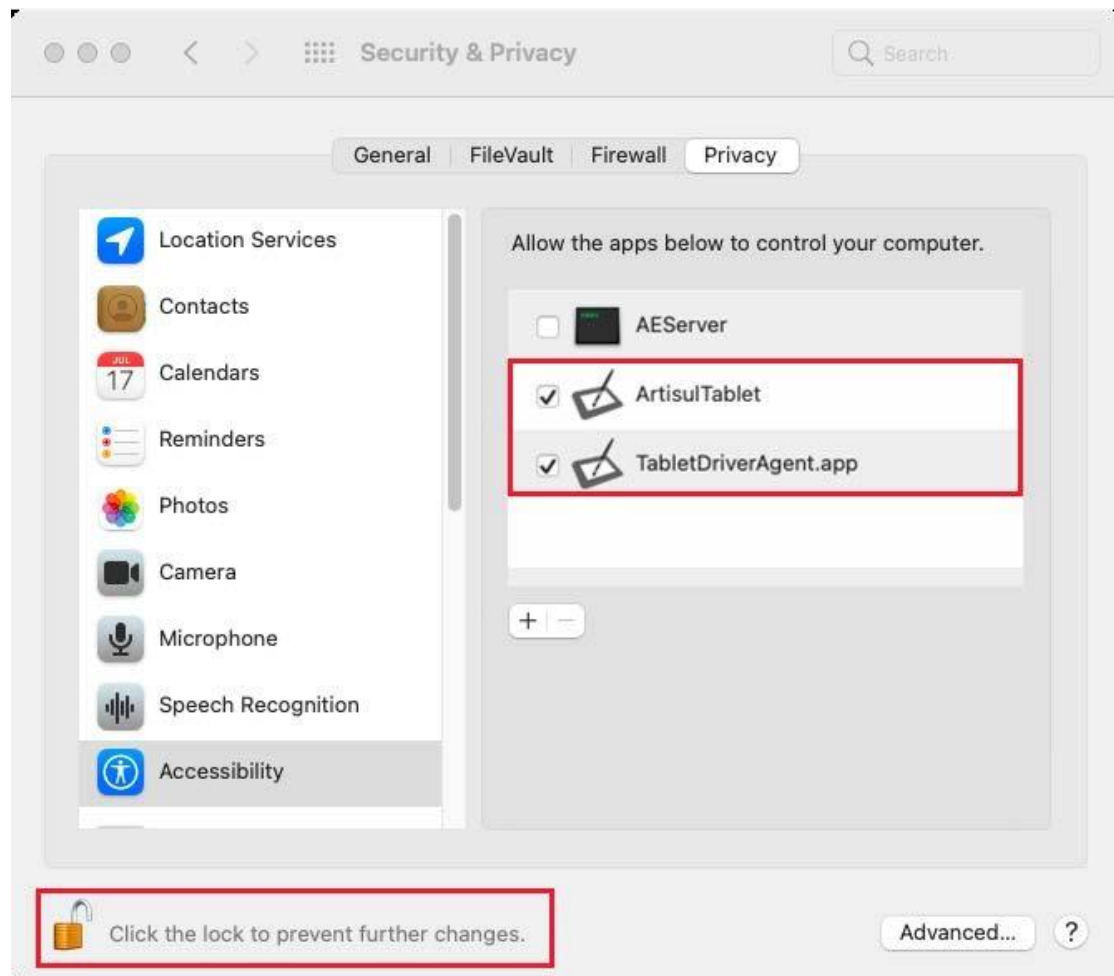 Security & Privacy
Search
General FileVault Firewall Privacy
Location Services
Contacts
JUL
17
Calendars
Reminders
Photos
Camera
Microphone
Speech Recognition
Accessibility
Allow the apps below to control your computer.
AEServer
ArtisulTablet
TabletDriverAgent.app
+ −
Click the lock to prevent further changes.
Advanced... ?